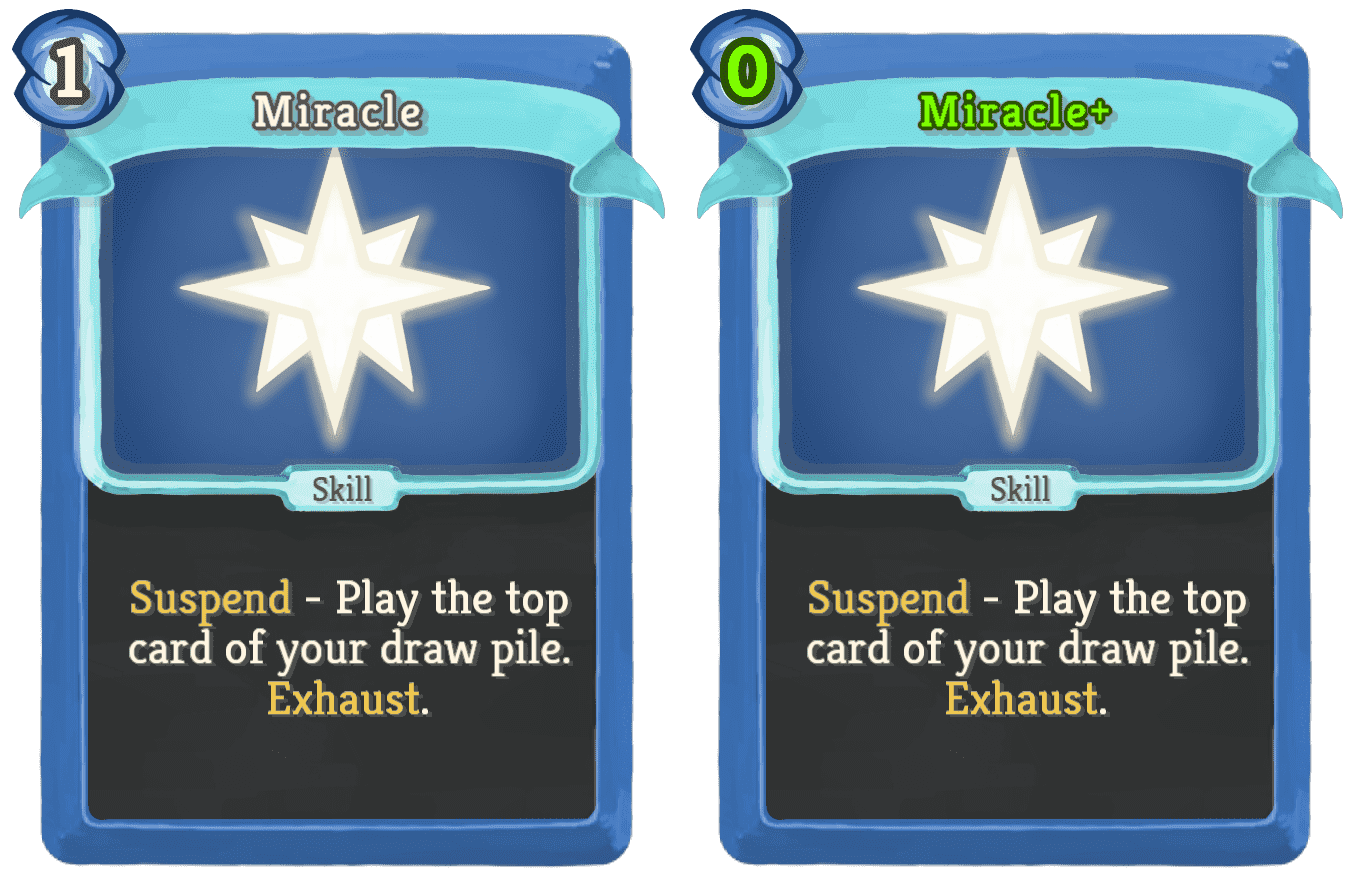 1
Miracle
Skill
Suspend - Play the top
card of your draw pile.
Exhaust.
0
Miracle+
Skill
Suspend - Play the top
card of your draw pile.
Exhaust.